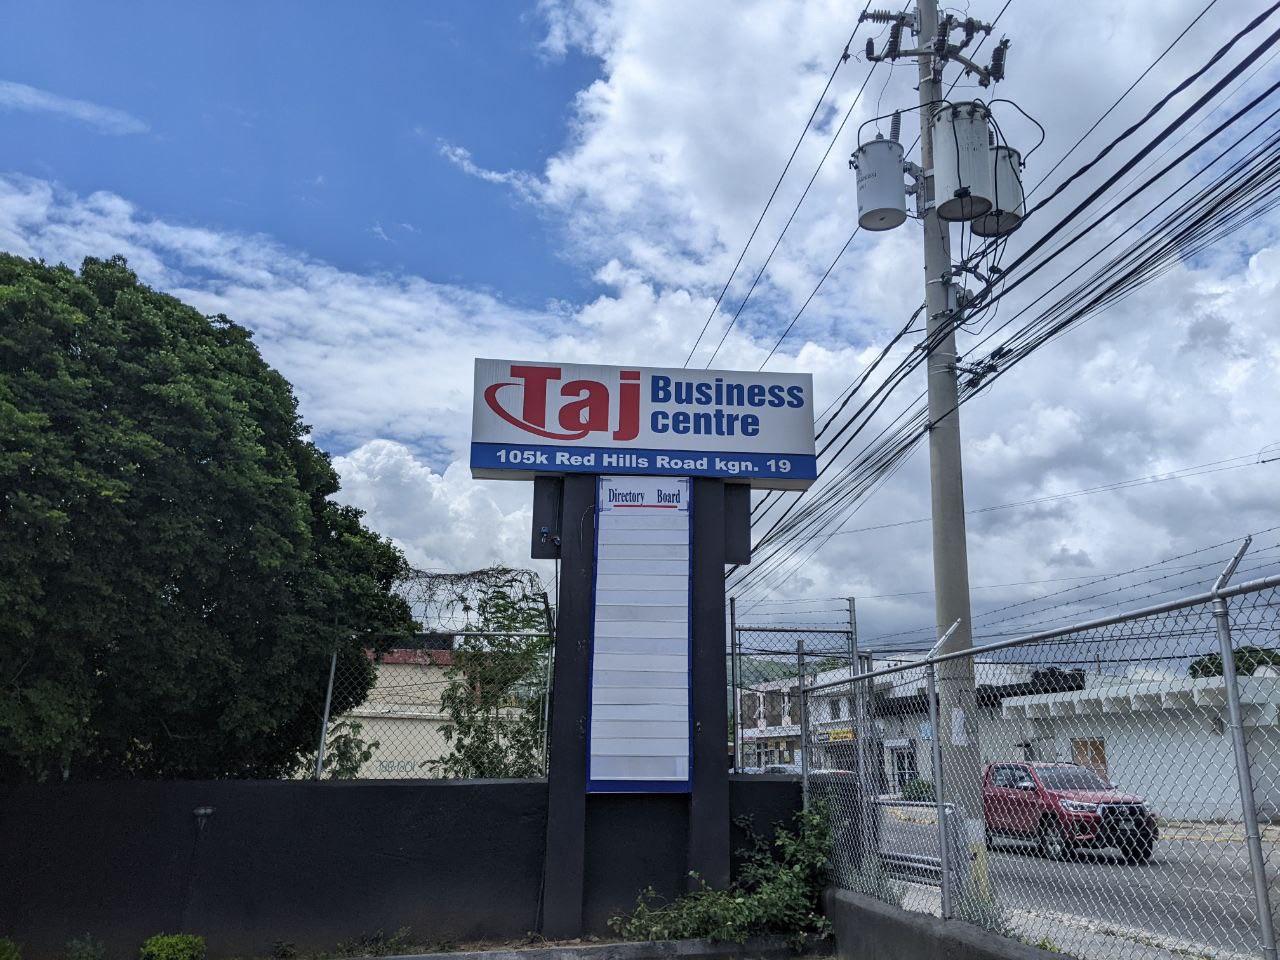 Taj Business
centre
105k Red Hills Road kgn. 19
Directory Board